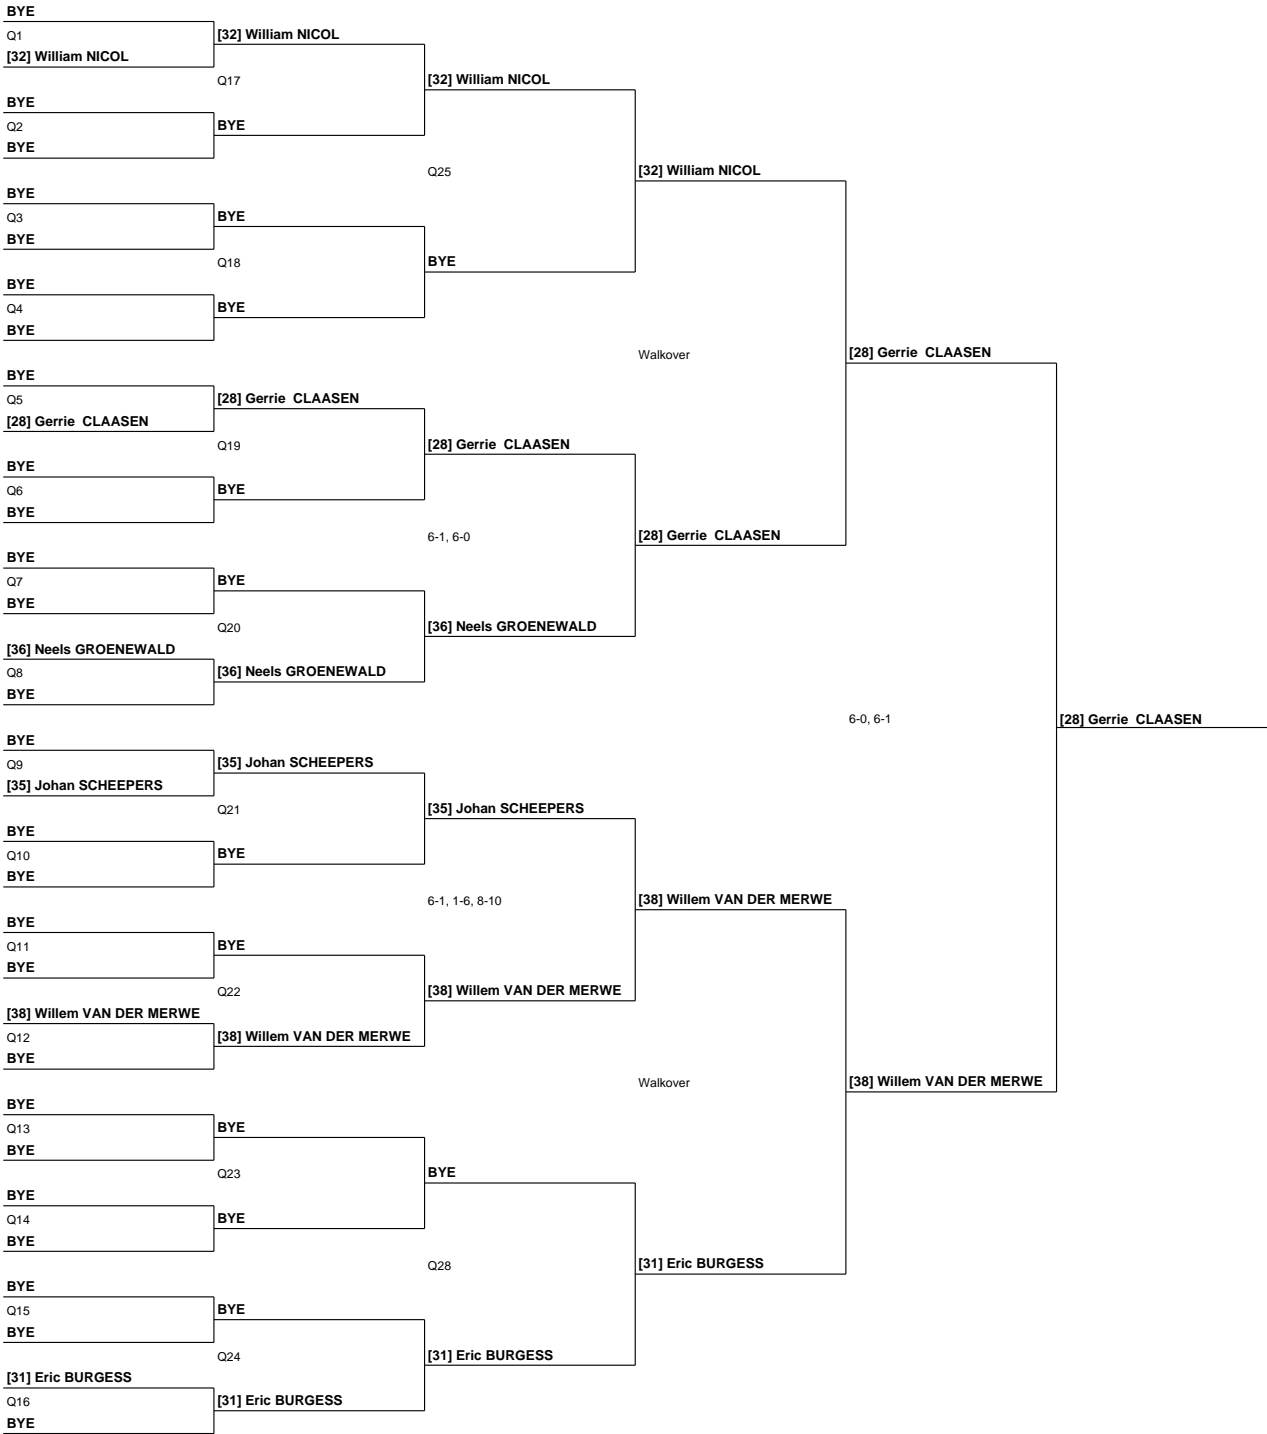 BYE
Q1
[32] William NICOL
[32] William NICOL
Q17
[32] William NICOL
BYE
Q2
BYE
BYE
Q25
[32] William NICOL
BYE
Q3
BYE
BYE
Q18
BYE
BYE
Q4
BYE
BYE
Walkover
[28] Gerrie  CLAASEN
BYE
Q5
[28] Gerrie  CLAASEN
[28] Gerrie  CLAASEN
Q19
[28] Gerrie  CLAASEN
BYE
Q6
BYE
BYE
6-1, 6-0
[28] Gerrie  CLAASEN
BYE
Q7
BYE
BYE
Q20
[36] Neels GROENEWALD
[36] Neels GROENEWALD
Q8
BYE
[36] Neels GROENEWALD
6-0, 6-1
[28] Gerrie  CLAASEN
BYE
Q9
[35] Johan SCHEEPERS
[35] Johan SCHEEPERS
Q21
[35] Johan SCHEEPERS
BYE
Q10
BYE
BYE
6-1, 1-6, 8-10
[38] Willem VAN DER MERWE
BYE
Q11
BYE
BYE
Q22
[38] Willem VAN DER MERWE
[38] Willem VAN DER MERWE
Q12
BYE
[38] Willem VAN DER MERWE
Walkover
[38] Willem VAN DER MERWE
BYE
Q13
BYE
BYE
Q23
BYE
BYE
Q14
BYE
BYE
Q28
[31] Eric BURGESS
BYE
Q15
BYE
BYE
Q24
[31] Eric BURGESS
[31] Eric BURGESS
Q16
BYE
[31] Eric BURGESS